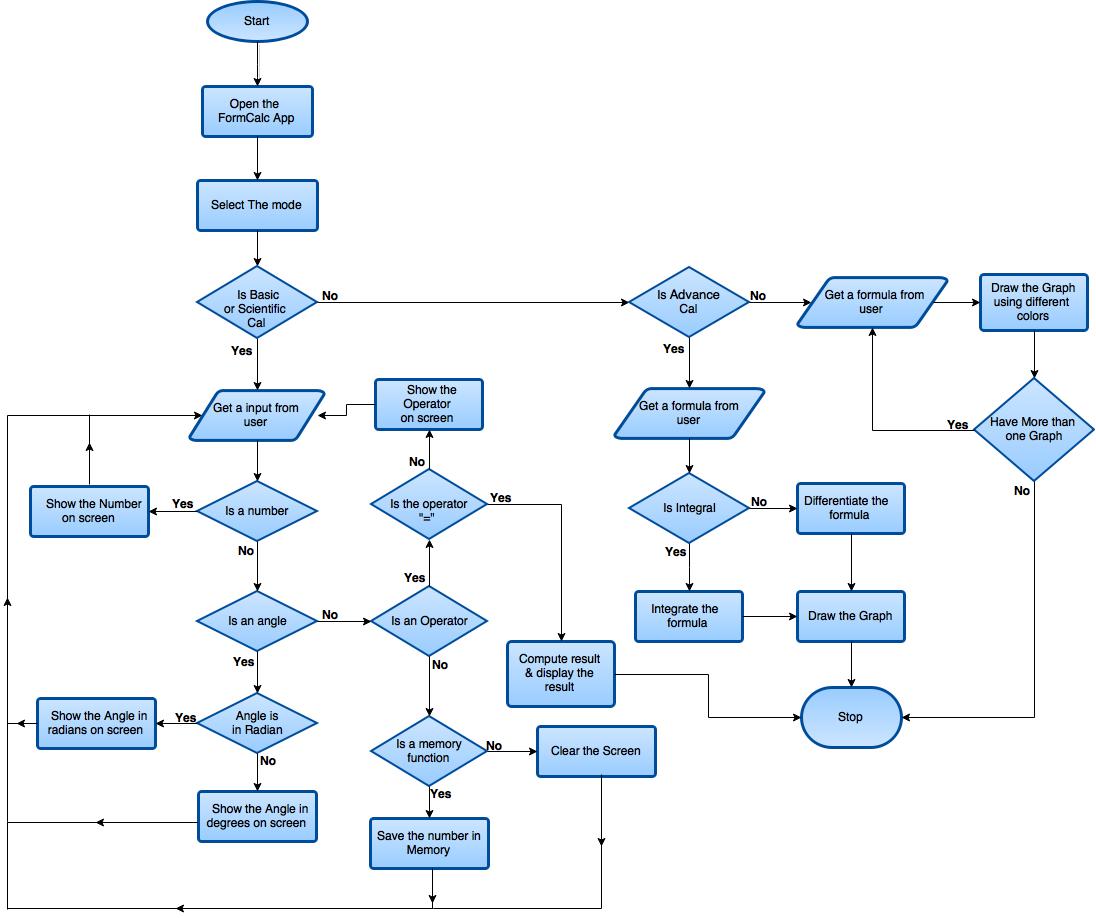 Start
Open the
FormCalc App
Select The mode
Is Basic
or Scientific
Cal
No
Yes
Is Advance
Cal
No
Yes
Get a formula from
user
Draw the Graph
using different
colors
Have More than
one Graph
Yes
No
Get a input from
user
Show the
Operator
on screen
No
Is the operator
"="
Yes
Yes
Get a formula from
user
Is Integral
No
Yes
Differentiate the
formula
Integrate the
formula
Draw the Graph
Show the Number
on screen
Yes
Is a number
No
Is an angle
No
Yes
Is an Operator
No
Compute result
& display the
result
Stop
Show the Angle in
radians on screen
Yes
Angle is
in Radian
No
Is a memory
function
No
Yes
Clear the Screen
Show the Angle in
degrees on screen
Save the number in
Memory